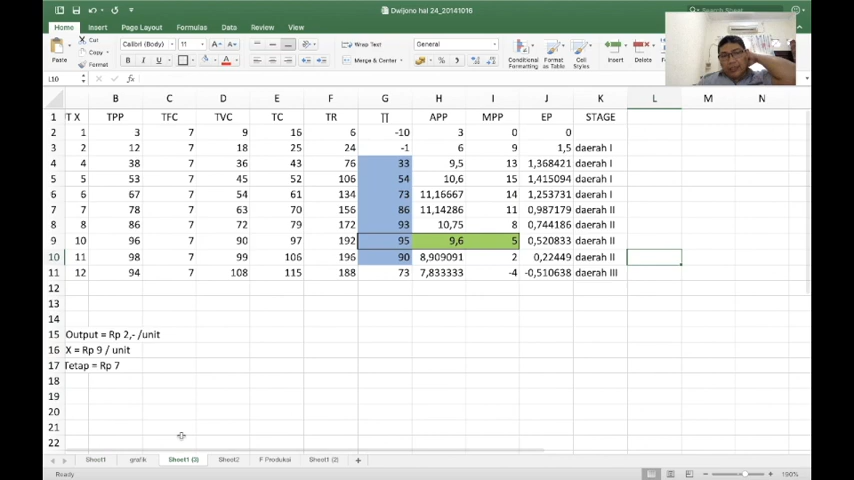 Dwijono hal 24_20141016
Search Sheet
Home Insert Page Layout Formulas Data Review View
Cut
Copy
Format
Paste
Calibri (Body) 11
Wrap Text
Merge & Center
General
Conditional Formatting
Format as Table
Cell Styles
Insert
Delete
L10 fx
B C D E F G H I J K L M N
1 T X TPP TFC TVC TC TR ∏ APP MPP EP STAGE
2 1 3 7 9 16 6 -10 3 0 0
3 2 12 7 18 25 24 -1 6 9 1,5 daerah I
4 4 38 7 36 43 76 33 9,5 13 1,368421 daerah I
5 5 53 7 45 52 106 54 10,6 15 1,415094 daerah I
6 6 67 7 54 61 134 73 11,16667 14 1,253731 daerah I
7 7 78 7 63 70 156 86 11,14286 11 0,987179 daerah II
8 8 86 7 72 79 172 93 10,75 8 0,744186 daerah II
9 10 96 7 90 97 192 95 9,6 5 0,520833 daerah II
10 11 98 7 99 106 196 90 8,909091 2 0,22449 daerah II
11 12 94 7 108 115 188 73 7,833333 -4 -0,510638 daerah III
12
13
14
15 Output = Rp 2,- /unit
16 X = Rp 9 / unit
17 Tetap = Rp 7
18
19
20
21
22
Sheet1 grafik Sheet1 (3) Sheet2 F Produksi Sheet1 (2) +
Ready 100%